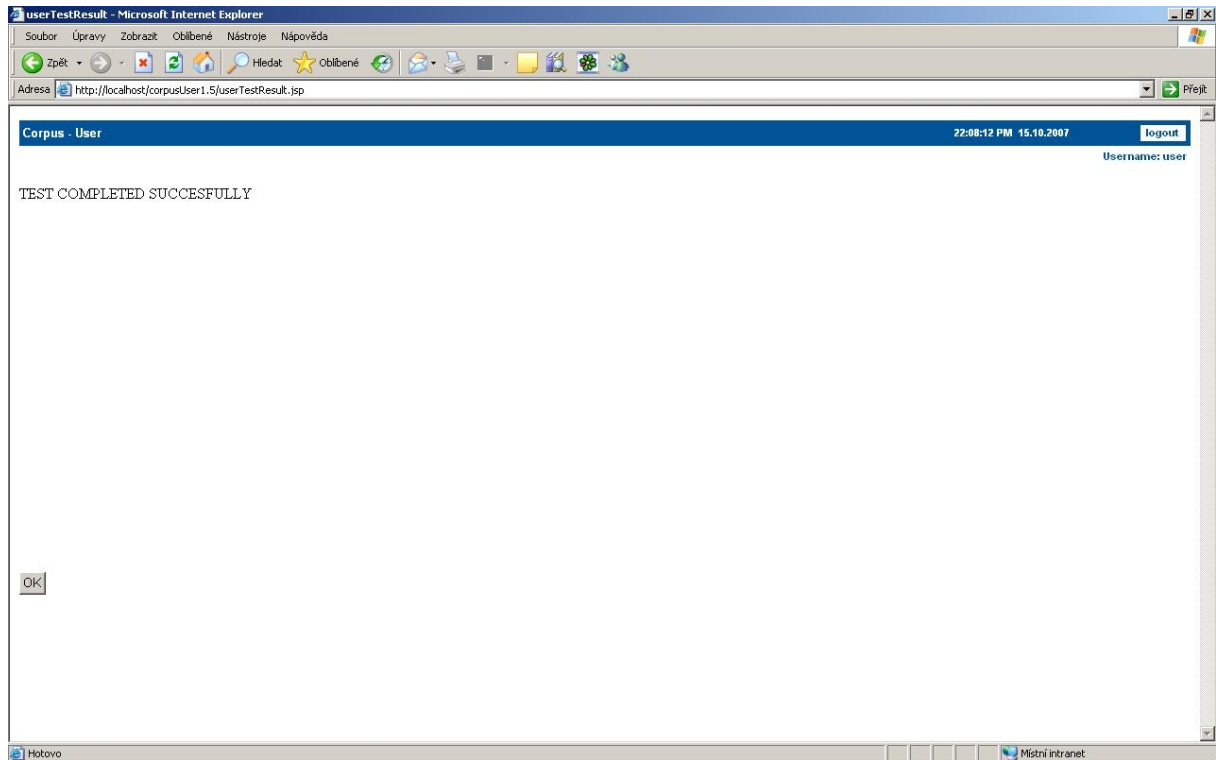 userTestResult - Microsoft Internet Explorer
Soubor Úpravy Zobrazit Oblíbené Nástroje Nápověda
Zpět Hledat Oblíbené
Adresa http://localhost/corpusUser1.5/userTestResult.jsp Přejít
Corpus - User 22:08:12 PM 15.10.2007 logout
Username: user
TEST COMPLETED SUCCESFULLY
OK
Hotovo Místní intranet